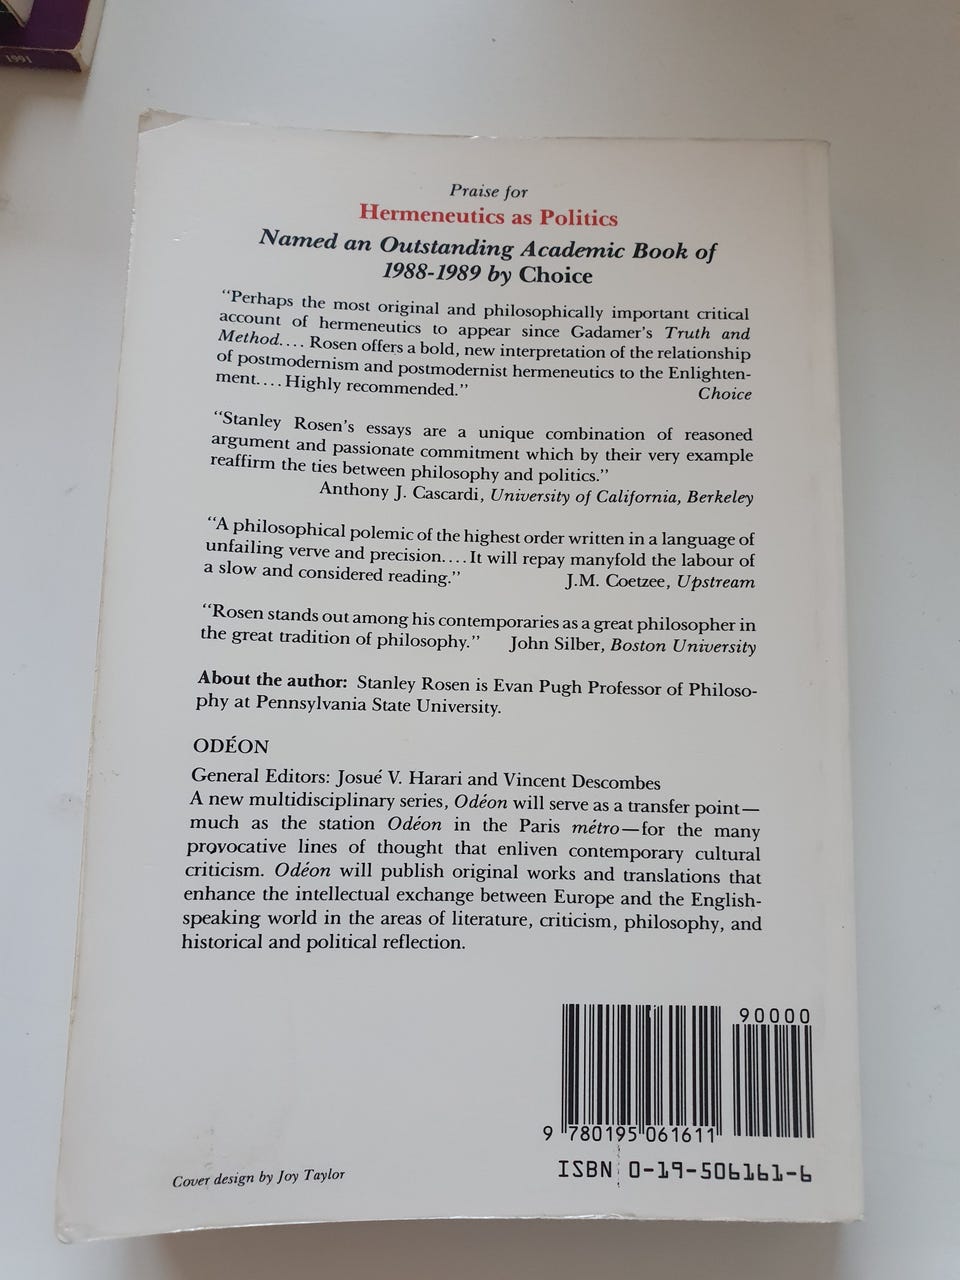 1991
Praise for
Hermeneutics as Politics
Named an Outstanding Academic Book of
1988-1989 by Choice
“Perhaps the most original and philosophically important critical
account of hermeneutics to appear since Gadamer's Truth and
Method.... Rosen offers a bold, new interpretation of the relationship
of postmodernism and postmodernist hermeneutics to the Enlighten-
ment.... Highly recommended.” Choice
“Stanley Rosen's essays are a unique combination of reasoned
argument and passionate commitment which by their very example
reaffirm the ties between philosophy and politics.”
Anthony J. Cascardi, University of California, Berkeley
“A philosophical polemic of the highest order written in a language of
unfailing verve and precision.... It will repay manyfold the labour of
a slow and considered reading.” J.M. Coetzee, Upstream
“Rosen stands out among his contemporaries as a great philosopher in
the great tradition of philosophy.” John Silber, Boston University
About the author: Stanley Rosen is Evan Pugh Professor of Philoso-
phy at Pennsylvania State University.
ODÉON
General Editors: Josué V. Harari and Vincent Descombes
A new multidisciplinary series, Odéon will serve as a transfer point—
much as the station Odéon in the Paris métro—for the many
provocative lines of thought that enliven contemporary cultural
criticism. Odéon will publish original works and translations that
enhance the intellectual exchange between Europe and the English-
speaking world in the areas of literature, criticism, philosophy, and
historical and political reflection.
90000
9 780195 061611
ISBN 0-19-506161-6
Cover design by Joy Taylor